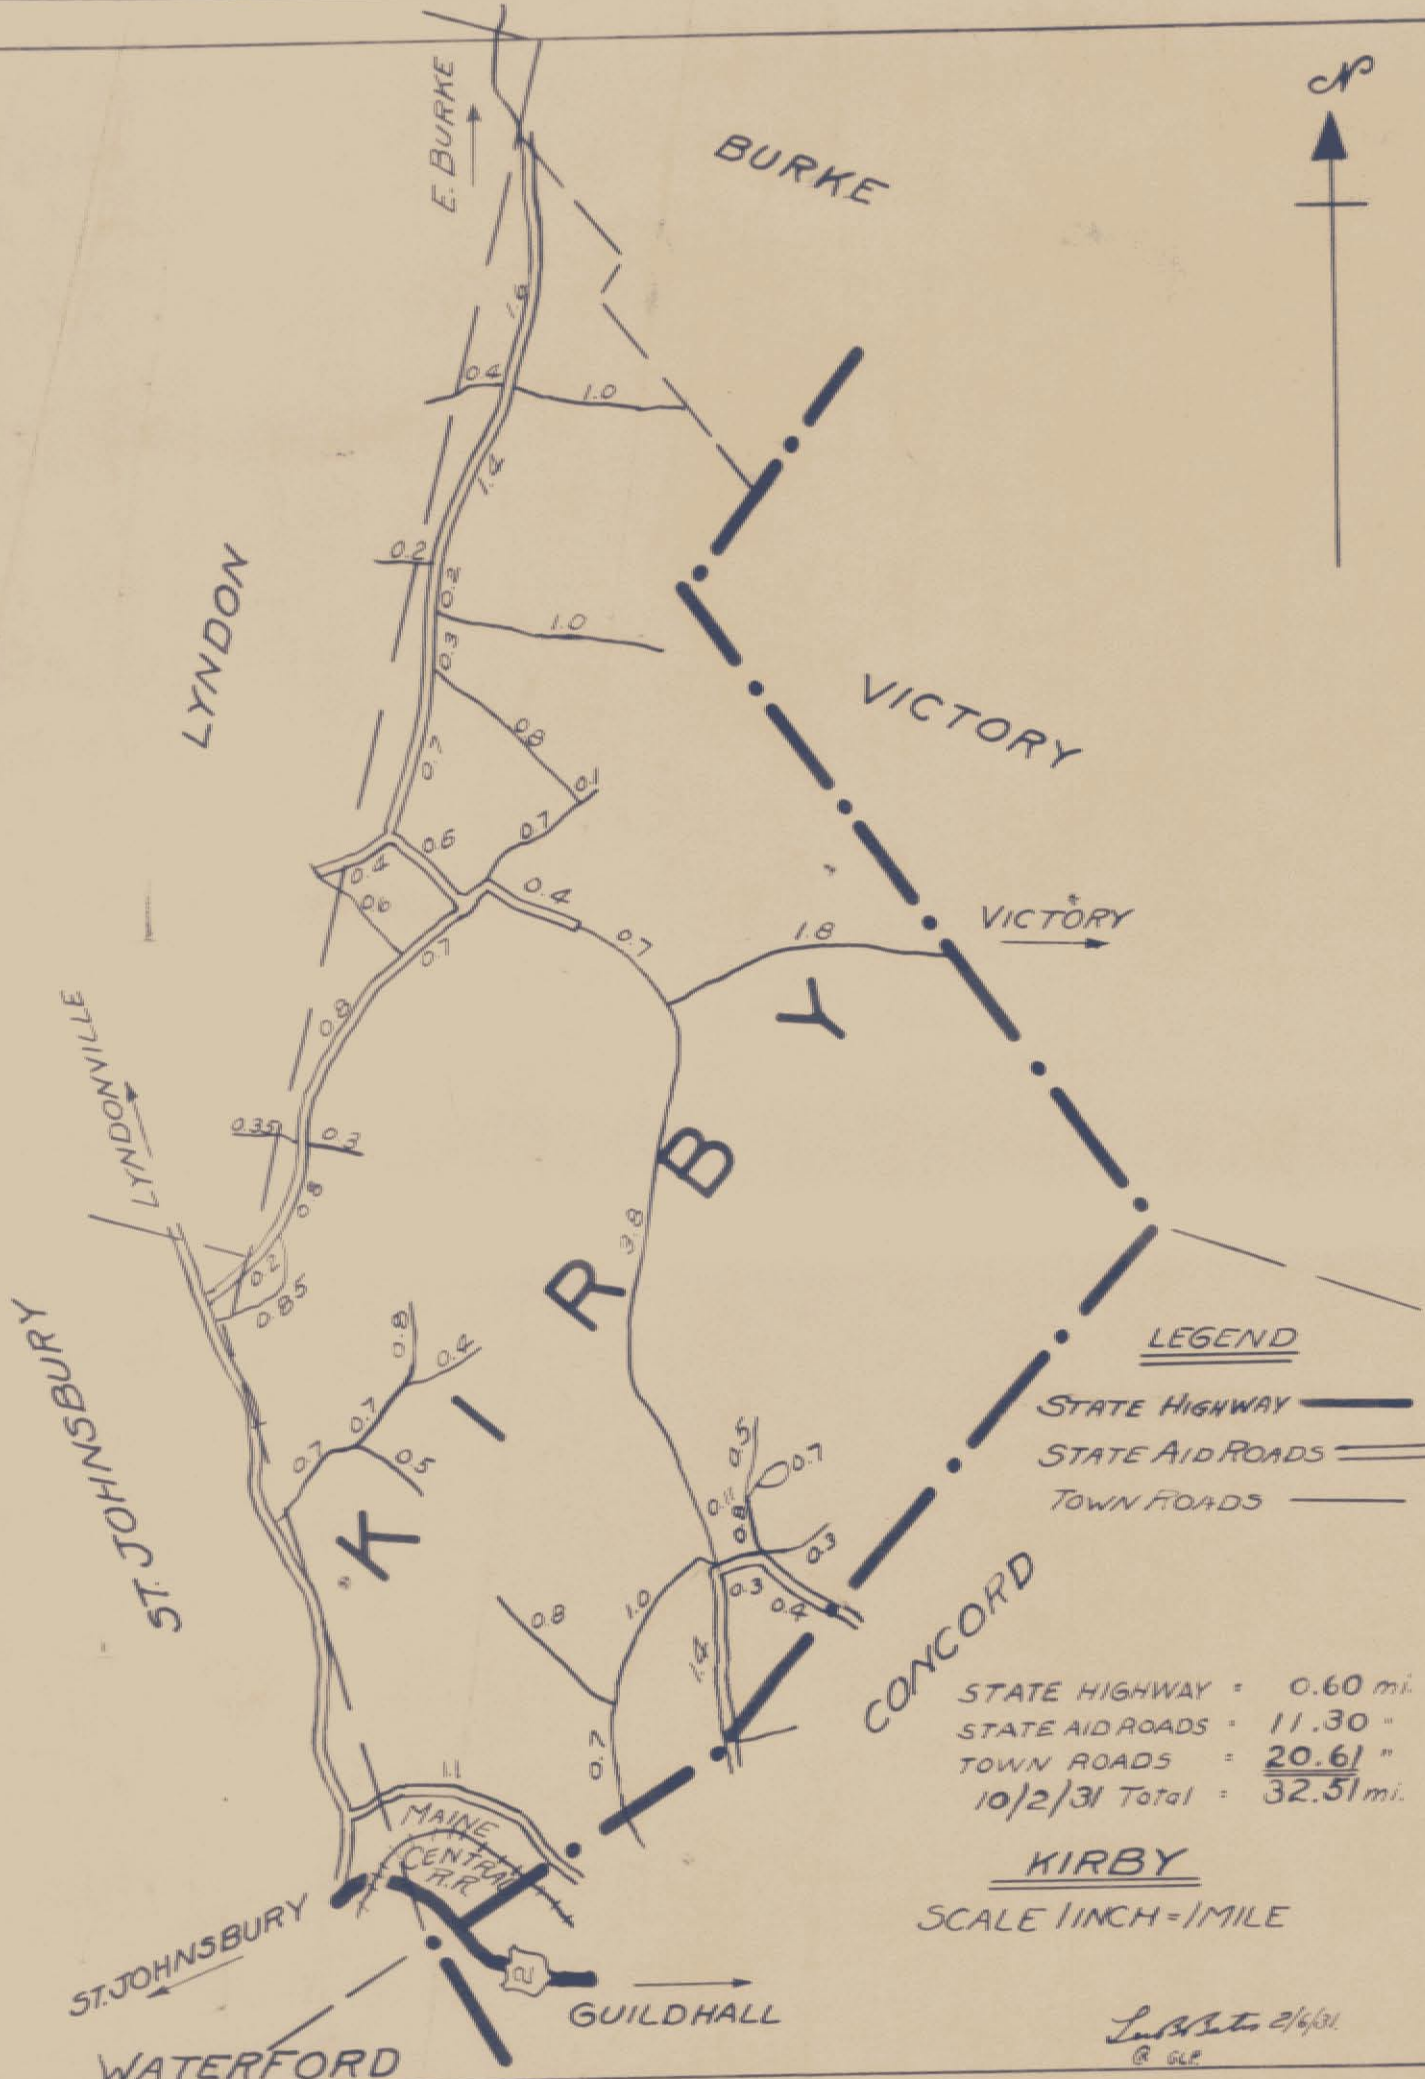 N
E. BURKE
BURKE
1.6
0.4
1.0
1.4
0.2
0.2
1.0
0.3
LYNDON
VICTORY
0.8
0.7
0.1
0.7
0.6
0.4
0.6
0.4
0.7
0.7
1.8
VICTORY
Y
LYNDONVILLE
0.8
0.35
0.3
B
0.8
3.8
0.2
0.85
R
ST. JOHNSBURY
0.8
0.4
LEGEND
STATE HIGHWAY
STATE AID ROADS
TOWN ROADS
I
0.7
0.7
0.5
0.5
0.7
0.8
K
0.3
0.3
0.4
1.0
0.8
1.4
CONCORD
0.7
STATE HIGHWAY = 0.60 mi.
STATE AID ROADS = 11.30 "
TOWN ROADS = 20.61 "
10/2/31 Total = 32.51 mi.
1.1
MAINE
CENTRAL
R.R.
KIRBY
SCALE 1 INCH = 1 MILE
ST. JOHNSBURY
2
GUILDHALL
WATERFORD
2/6/31
@ GLP